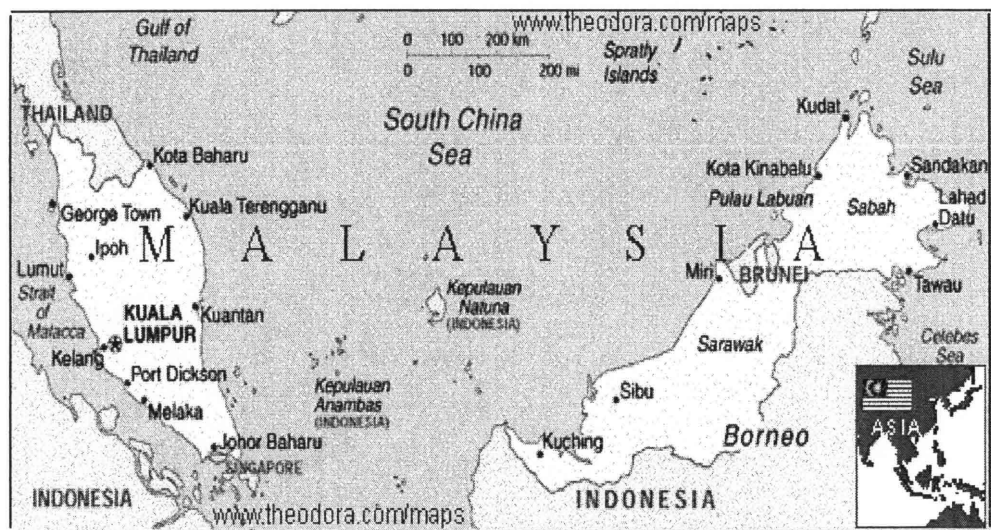 www.theodora.com/maps
Gulf of
Thailand
0 100 200 km
0 100 200 mi
Spratly
Islands
Sulu
Sea
THAILAND
South China
Sea
Kudat
Kota Baharu
Kota Kinabalu
Sandakan
Pulau Labuan
George Town
Kuala Terengganu
Sabah
Lahad
Datu
MALAYSIA
Ipoh
Lumut
Miri
BRUNEI
Tawau
Strait
of
Malacca
Kepulauan
Natuna
(INDONESIA)
KUALA
LUMPUR
Kuantan
Kelang
Sarawak
Celebes
Sea
Port Dickson
Kepulauan
Anambas
(INDONESIA)
Sibu
Melaka
ASIA
Johor Baharu
Kuching
Borneo
SINGAPORE
INDONESIA
INDONESIA
www.theodora.com/maps